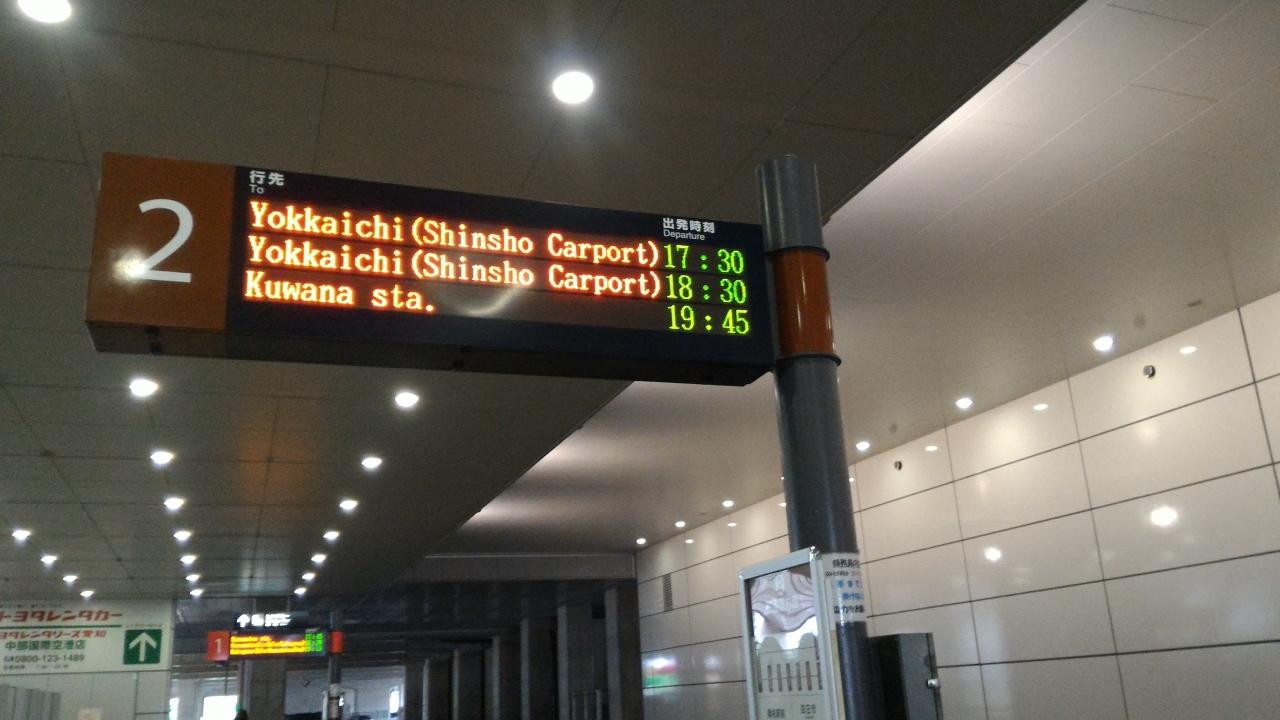 2
行先
To
出発時刻
Departure
Yokkaichi(Shinsho Carport) 17:30
Yokkaichi(Shinsho Carport) 18:30
Kuwana sta. 19:45
トヨタレンタカー
トヨタレンタリース愛知
中部国際空港店
0800-123-1489
1